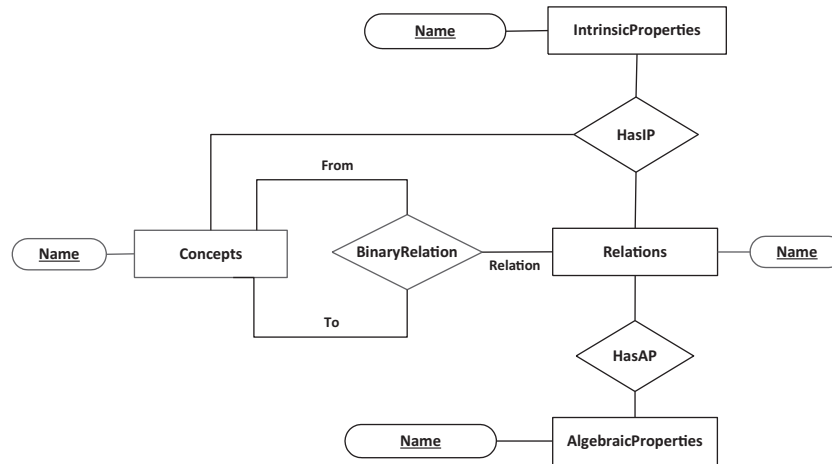 Name
IntrinsicProperties
HasIP
From
Name
Concepts
BinaryRelation
Relation
Relations
Name
To
HasAP
Name
AlgebraicProperties